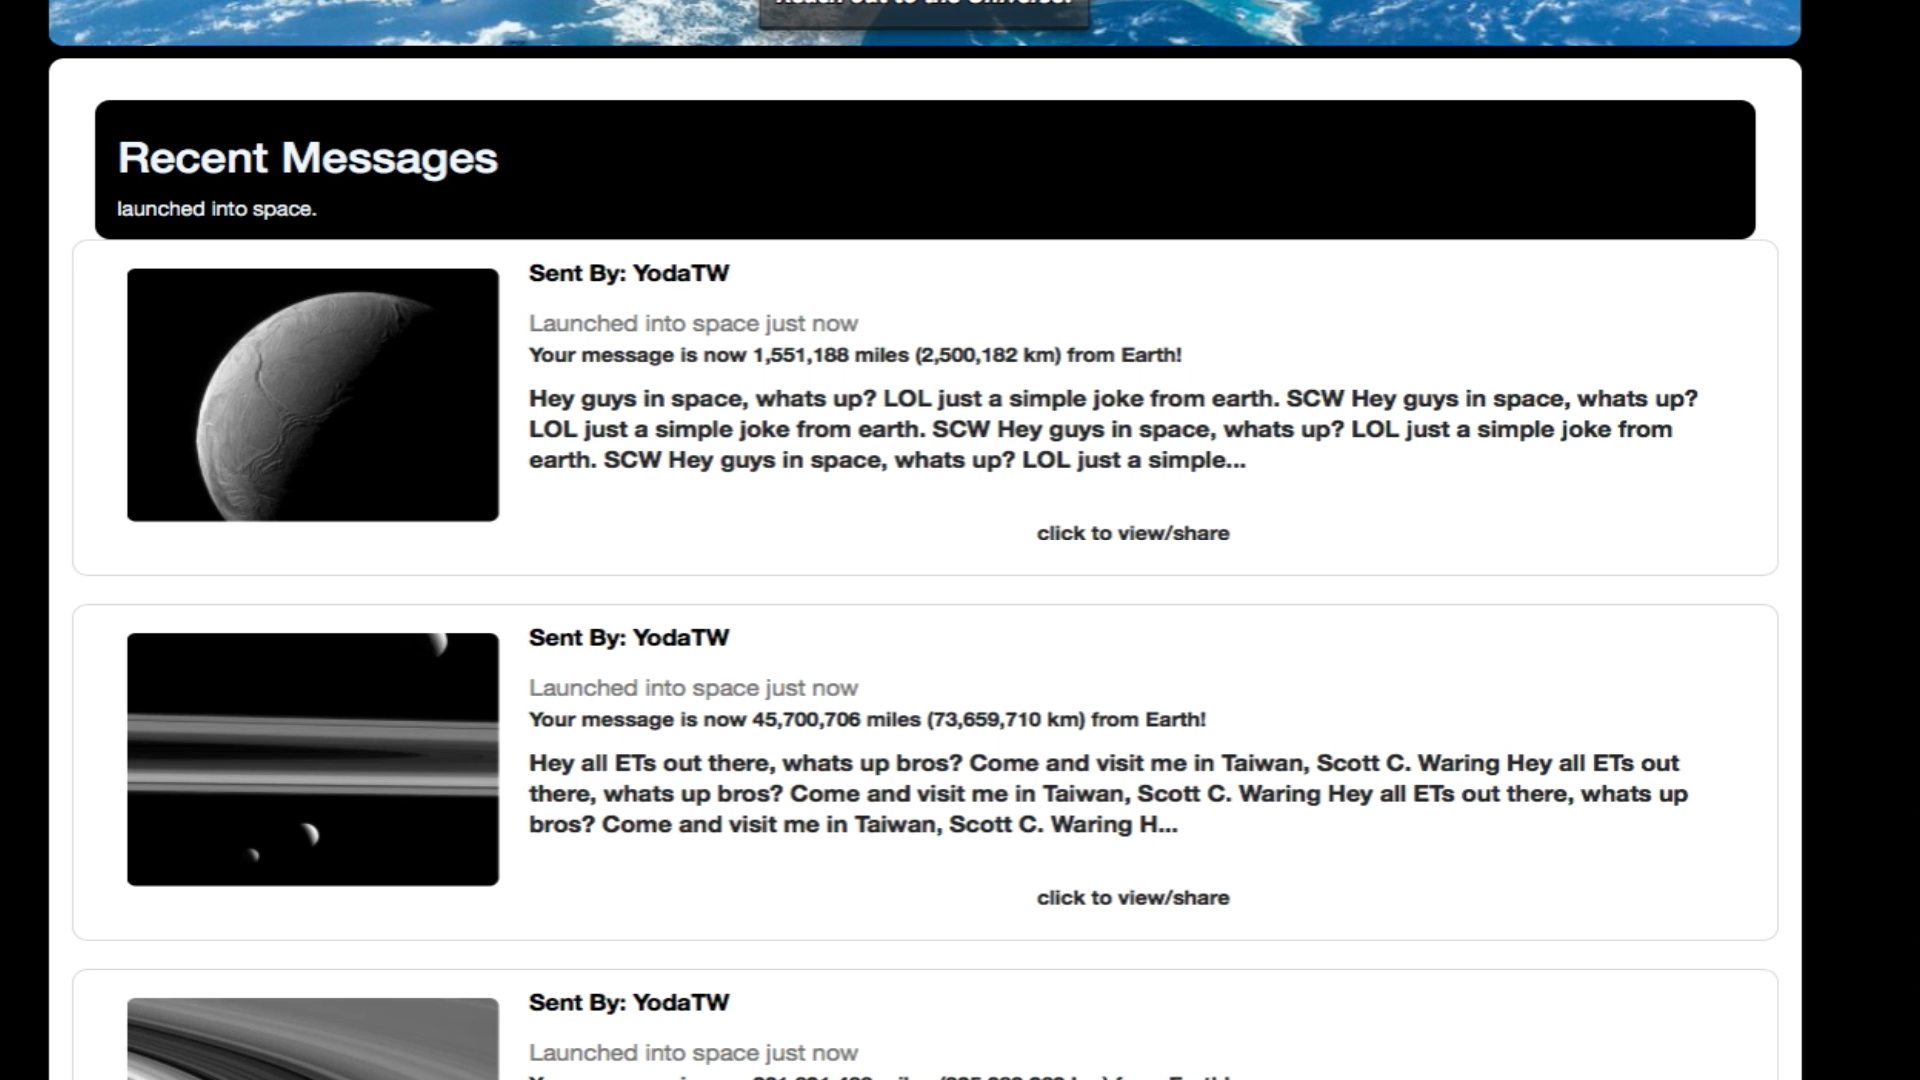 Reach out to the Universe.
Recent Messages
launched into space.
Sent By: YodaTW
Launched into space just now
Your message is now 1,551,188 miles (2,500,182 km) from Earth!
Hey guys in space, whats up? LOL just a simple joke from earth. SCW Hey guys in space, whats up?
LOL just a simple joke from earth. SCW Hey guys in space, whats up? LOL just a simple joke from
earth. SCW Hey guys in space, whats up? LOL just a simple...
click to view/share
Sent By: YodaTW
Launched into space just now
Your message is now 45,700,706 miles (73,659,710 km) from Earth!
Hey all ETs out there, whats up bros? Come and visit me in Taiwan, Scott C. Waring Hey all ETs out
there, whats up bros? Come and visit me in Taiwan, Scott C. Waring Hey all ETs out there, whats up
bros? Come and visit me in Taiwan, Scott C. Waring H...
click to view/share
Sent By: YodaTW
Launched into space just now